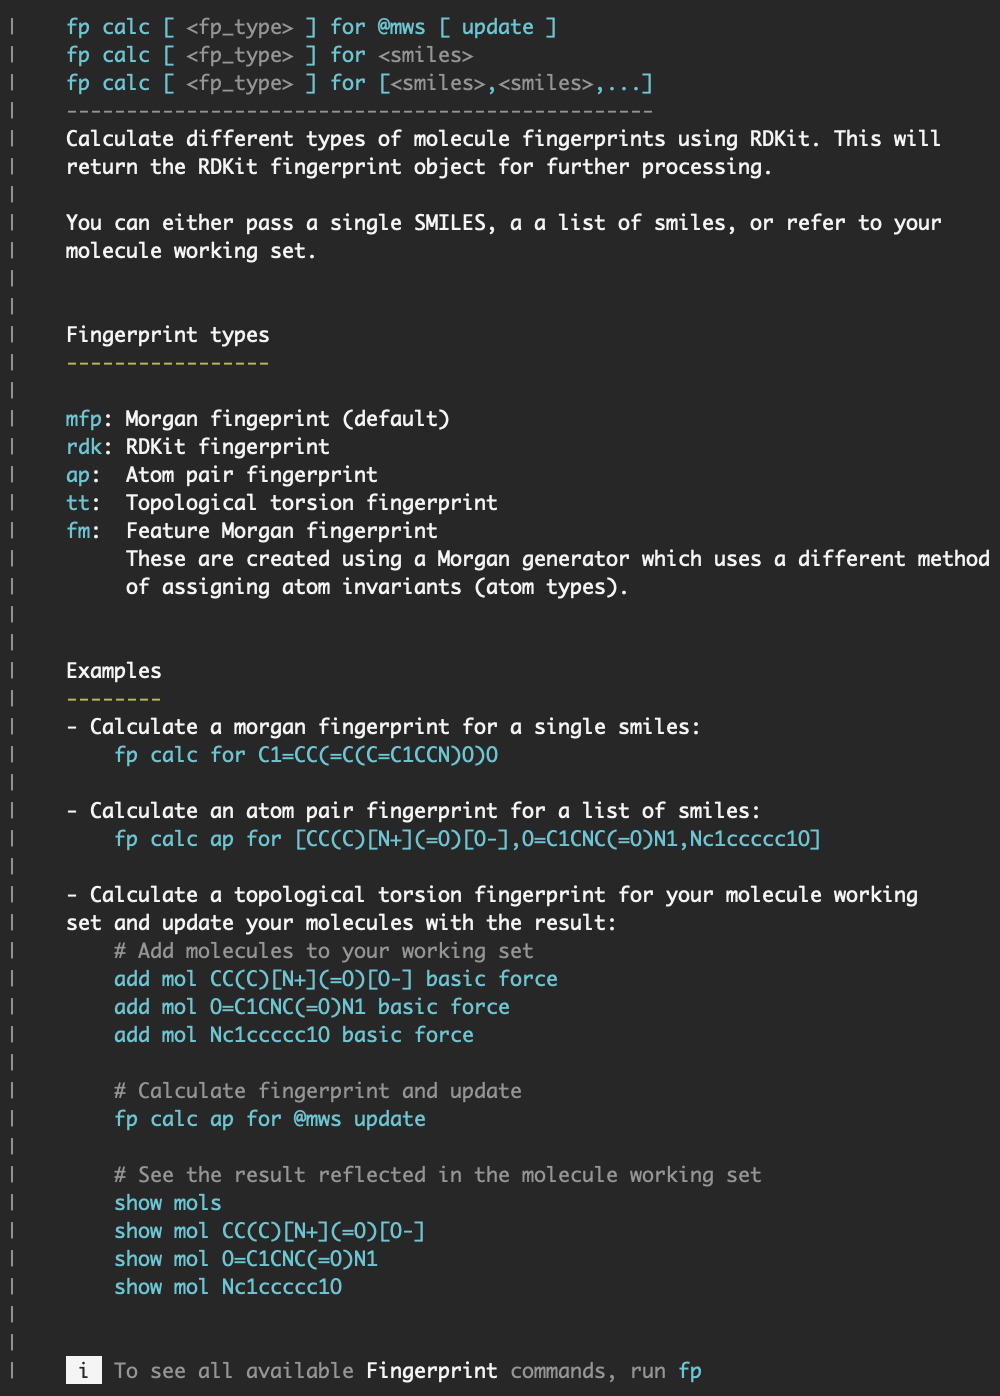 fp calc [ <fp_type> ] for @mws [ update ]
fp calc [ <fp_type> ] for <smiles>
fp calc [ <fp_type> ] for [<smiles>,<smiles>,...]
-------------------------------------------------
Calculate different types of molecule fingerprints using RDKit. This will
return the RDKit fingerprint object for further processing.
You can either pass a single SMILES, a a list of smiles, or refer to your
molecule working set.
Fingerprint types
-----------------
mfp: Morgan fingeprint (default)
rdk: RDKit fingerprint
ap:  Atom pair fingerprint
tt:  Topological torsion fingerprint
fm:  Feature Morgan fingerprint
These are created using a Morgan generator which uses a different method
of assigning atom invariants (atom types).
Examples
--------
- Calculate a morgan fingerprint for a single smiles:
fp calc for C1=CC(=C(C=C1CCN)O)O
- Calculate an atom pair fingerprint for a list of smiles:
fp calc ap for [CC(C)[N+](=O)[O-],O=C1CNC(=O)N1,Nc1ccccc1O]
- Calculate a topological torsion fingerprint for your molecule working
set and update your molecules with the result:
# Add molecules to your working set
add mol CC(C)[N+](=O)[O-] basic force
add mol O=C1CNC(=O)N1 basic force
add mol Nc1ccccc1O basic force
# Calculate fingerprint and update
fp calc ap for @mws update
# See the result reflected in the molecule working set
show mols
show mol CC(C)[N+](=O)[O-]
show mol O=C1CNC(=O)N1
show mol Nc1ccccc1O
i To see all available Fingerprint commands, run fp